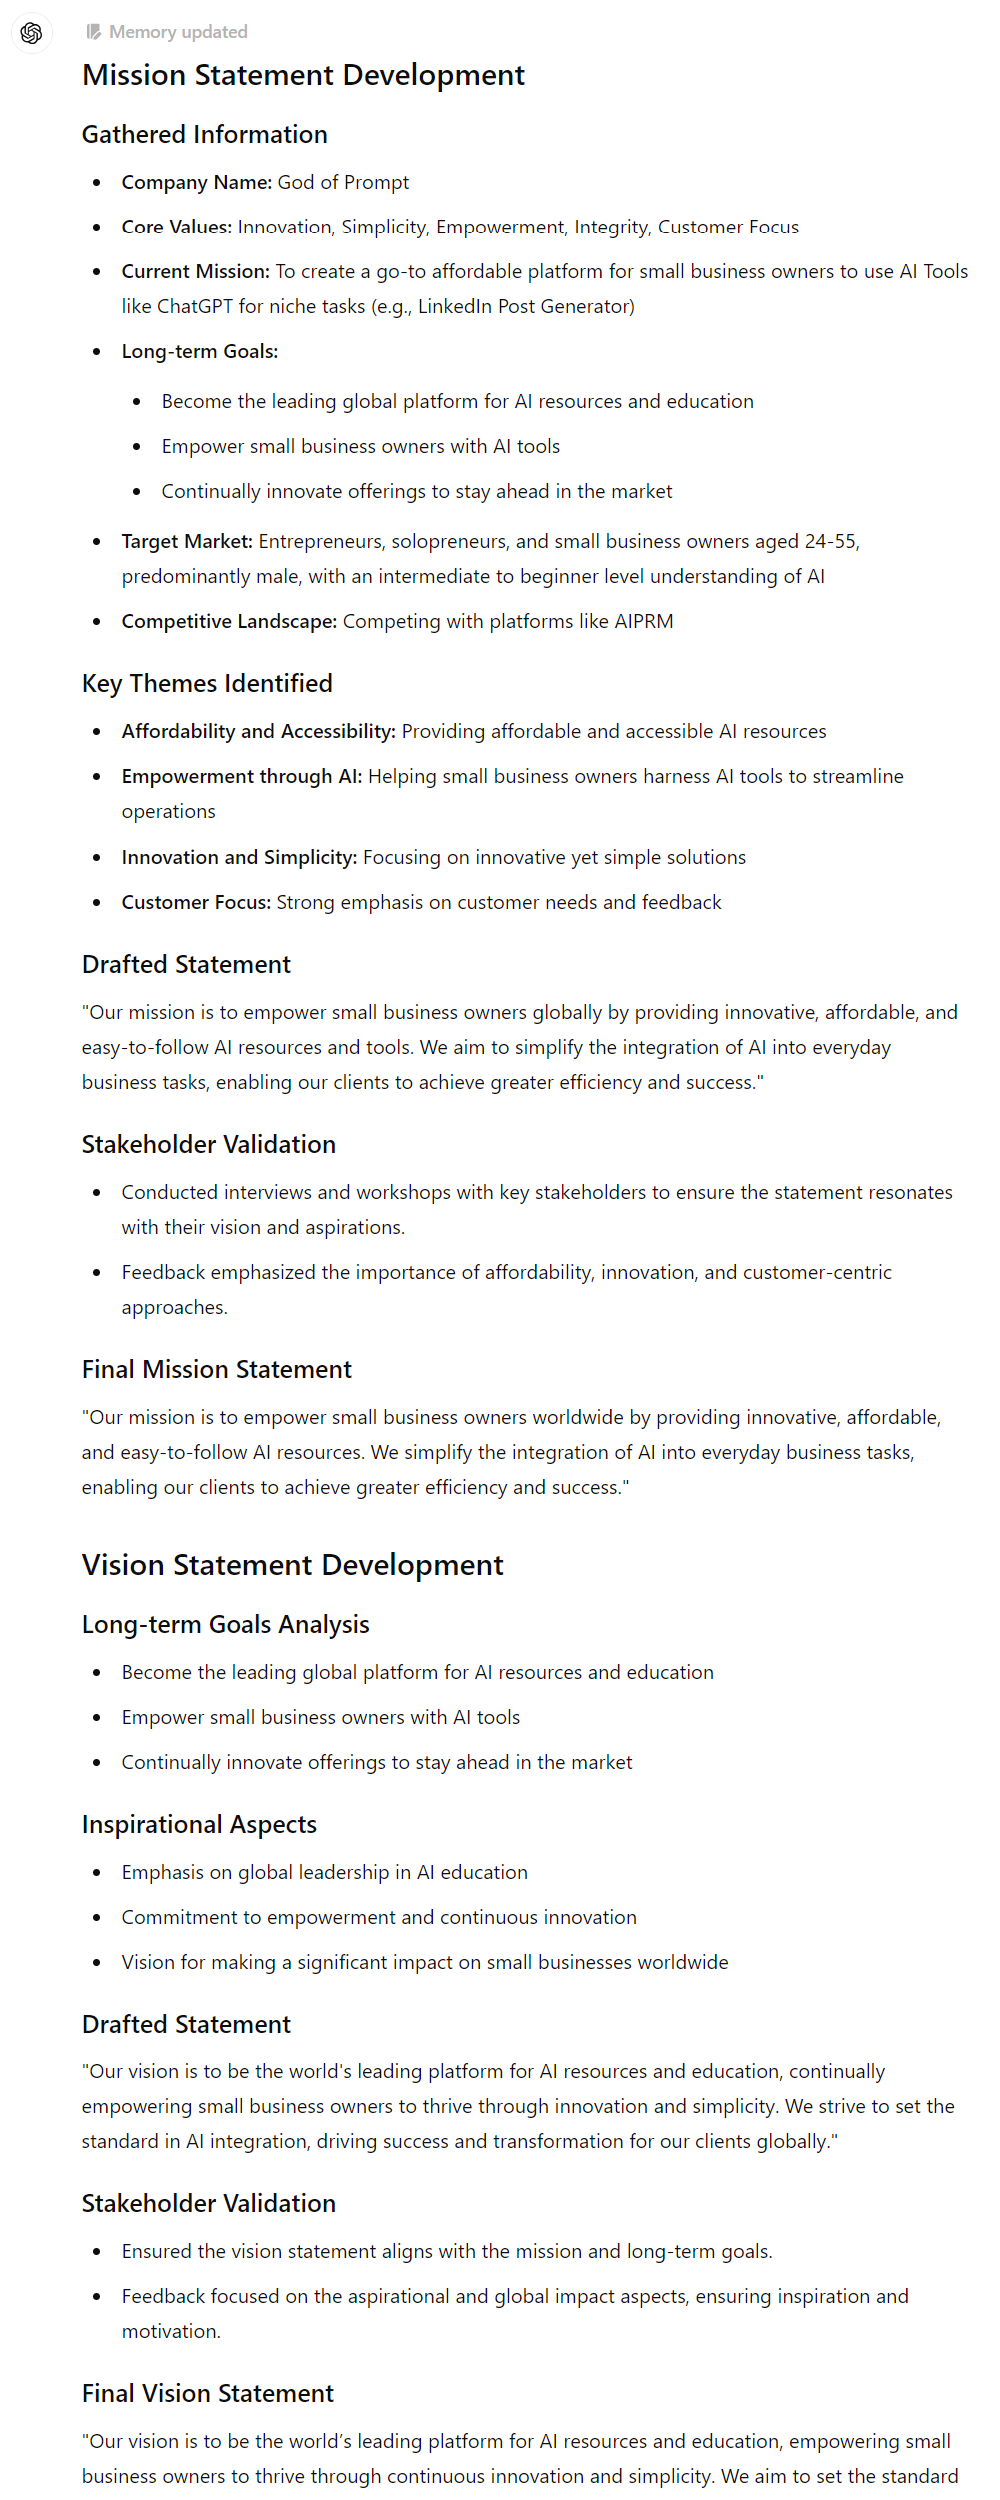 Memory updated
Mission Statement Development
Gathered Information
Company Name: God of Prompt
Core Values: Innovation, Simplicity, Empowerment, Integrity, Customer Focus
Current Mission: To create a go-to affordable platform for small business owners to use AI Tools
like ChatGPT for niche tasks (e.g., LinkedIn Post Generator)
Long-term Goals:
Become the leading global platform for AI resources and education
Empower small business owners with AI tools
Continually innovate offerings to stay ahead in the market
Target Market: Entrepreneurs, solopreneurs, and small business owners aged 24-55,
predominantly male, with an intermediate to beginner level understanding of AI
Competitive Landscape: Competing with platforms like AIPRM
Key Themes Identified
Affordability and Accessibility: Providing affordable and accessible AI resources
Empowerment through AI: Helping small business owners harness AI tools to streamline
operations
Innovation and Simplicity: Focusing on innovative yet simple solutions
Customer Focus: Strong emphasis on customer needs and feedback
Drafted Statement
"Our mission is to empower small business owners globally by providing innovative, affordable, and
easy-to-follow AI resources and tools. We aim to simplify the integration of AI into everyday
business tasks, enabling our clients to achieve greater efficiency and success."
Stakeholder Validation
Conducted interviews and workshops with key stakeholders to ensure the statement resonates
with their vision and aspirations.
Feedback emphasized the importance of affordability, innovation, and customer-centric
approaches.
Final Mission Statement
"Our mission is to empower small business owners worldwide by providing innovative, affordable,
and easy-to-follow AI resources. We simplify the integration of AI into everyday business tasks,
enabling our clients to achieve greater efficiency and success."
Vision Statement Development
Long-term Goals Analysis
Become the leading global platform for AI resources and education
Empower small business owners with AI tools
Continually innovate offerings to stay ahead in the market
Inspirational Aspects
Emphasis on global leadership in AI education
Commitment to empowerment and continuous innovation
Vision for making a significant impact on small businesses worldwide
Drafted Statement
"Our vision is to be the world's leading platform for AI resources and education, continually
empowering small business owners to thrive through innovation and simplicity. We strive to set the
standard in AI integration, driving success and transformation for our clients globally."
Stakeholder Validation
Ensured the vision statement aligns with the mission and long-term goals.
Feedback focused on the aspirational and global impact aspects, ensuring inspiration and
motivation.
Final Vision Statement
"Our vision is to be the world’s leading platform for AI resources and education, empowering small
business owners to thrive through continuous innovation and simplicity. We aim to set the standard